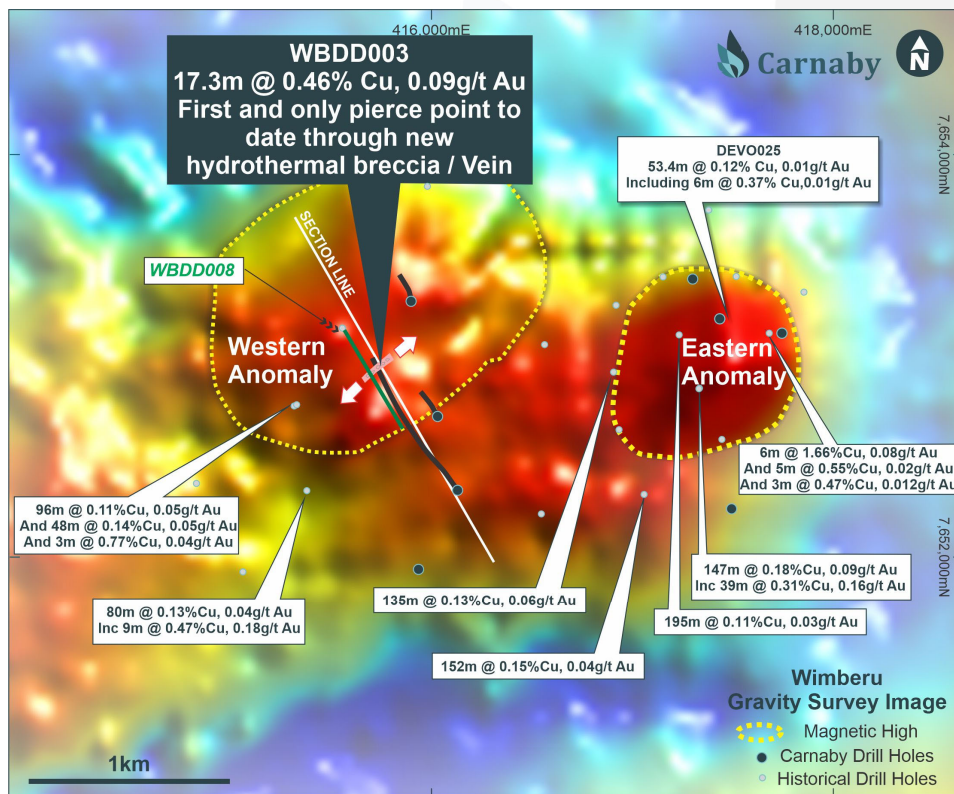 416,000mE
418,000mE
WBDD003
17.3m @ 0.46% Cu, 0.09g/t Au
First and only pierce point to
date through new
hydrothermal breccia / Vein
Carnaby
N
7,654,000mN
DEVO025
53.4m @ 0.12% Cu, 0.01g/t Au
Including 6m @ 0.37% Cu,0.01g/t Au
SECTION LINE
WBDD008
Western
Anomaly
Eastern
Anomaly
6m @ 1.66%Cu, 0.08g/t Au
And 5m @ 0.55%Cu, 0.02g/t Au
And 3m @ 0.47%Cu, 0.012g/t Au
96m @ 0.11%Cu, 0.05g/t Au
And 48m @ 0.14%Cu, 0.05g/t Au
And 3m @ 0.77%Cu, 0.04g/t Au
7,652,000mN
147m @ 0.18%Cu, 0.09g/t Au
Inc 39m @ 0.31%Cu, 0.16g/t Au
80m @ 0.13%Cu, 0.04g/t Au
Inc 9m @ 0.47%Cu, 0.18g/t Au
135m @ 0.13%Cu, 0.06g/t Au
195m @ 0.11%Cu, 0.03g/t Au
152m @ 0.15%Cu, 0.04g/t Au
Wimberu
Gravity Survey Image
Magnetic High
Carnaby Drill Holes
Historical Drill Holes
1km